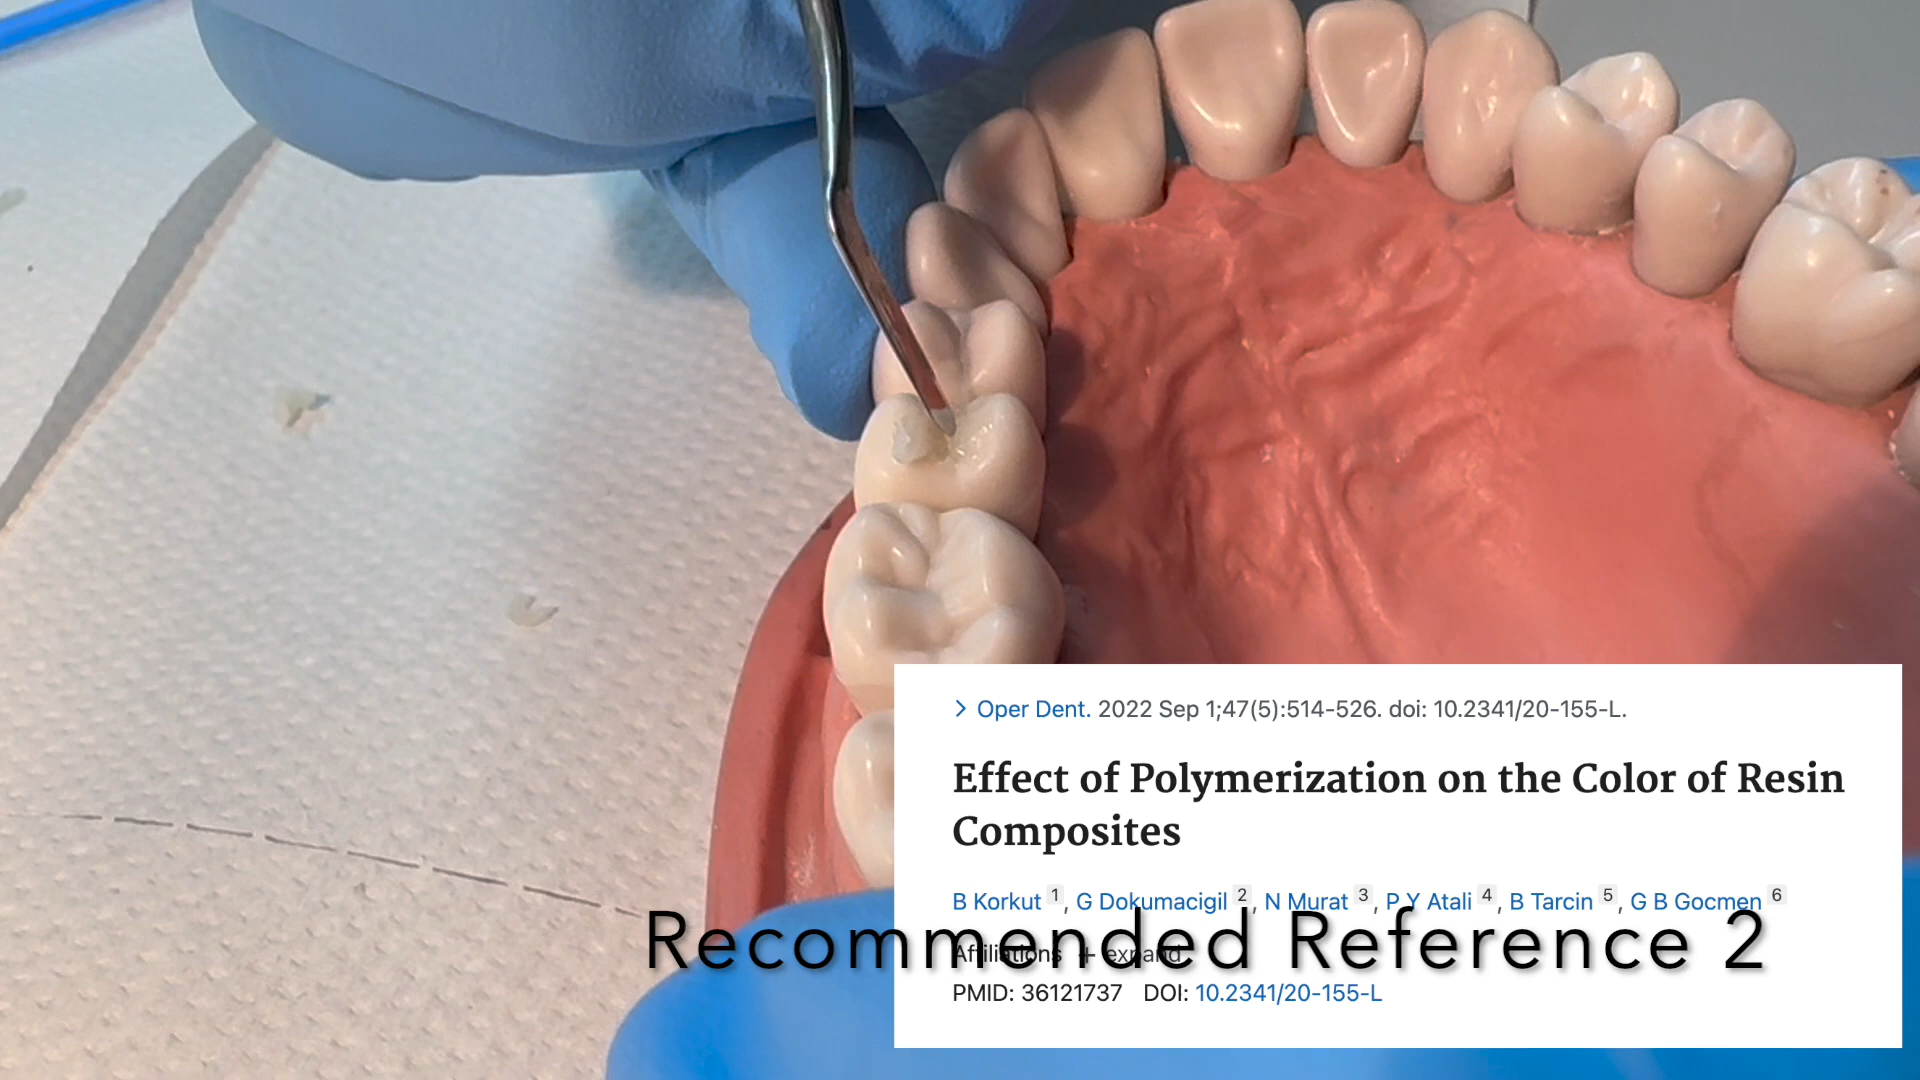 > Oper Dent. 2022 Sep 1;47(5):514-526. doi: 10.2341/20-155-L.
Effect of Polymerization on the Color of Resin
Composites
B Korkut 1, G Dokumacigil 2, N Murat 3, P Y Atali 4, B Tarcin 5, G B Gocmen 6
Recommended Reference 2
Affiliations + expand
PMID: 36121737 DOI: 10.2341/20-155-L